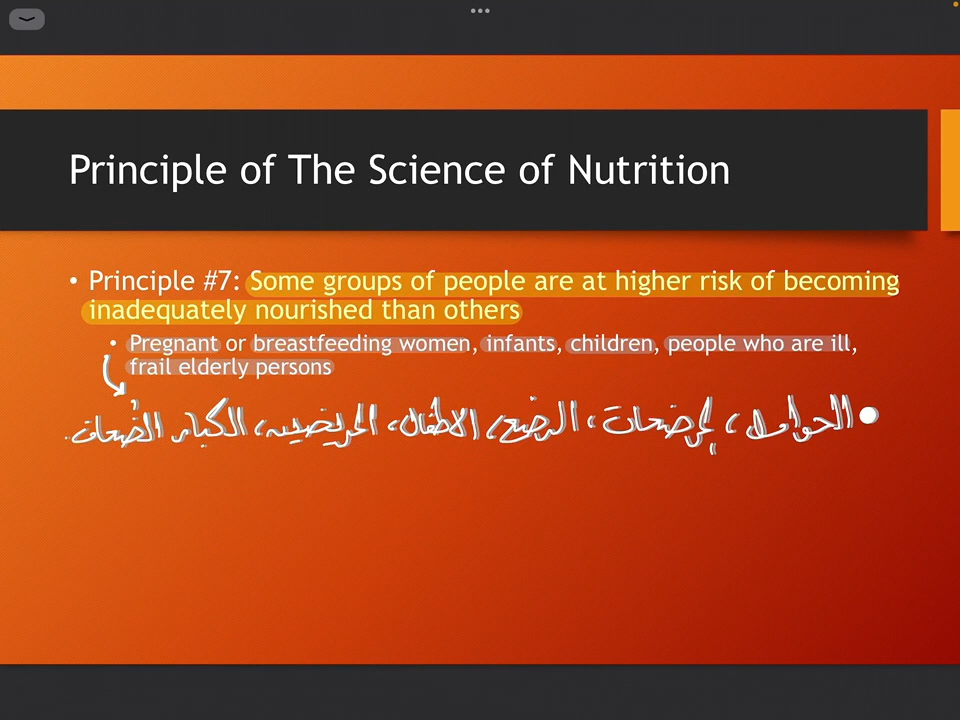 Principle of The Science of Nutrition
• Principle #7: Some groups of people are at higher risk of becoming
inadequately nourished than others
• Pregnant or breastfeeding women, infants, children, people who are ill,
frail elderly persons
• الحوامل، المرضعات، الرضع، الاطفال، المريضين، الكبار الضعاف.